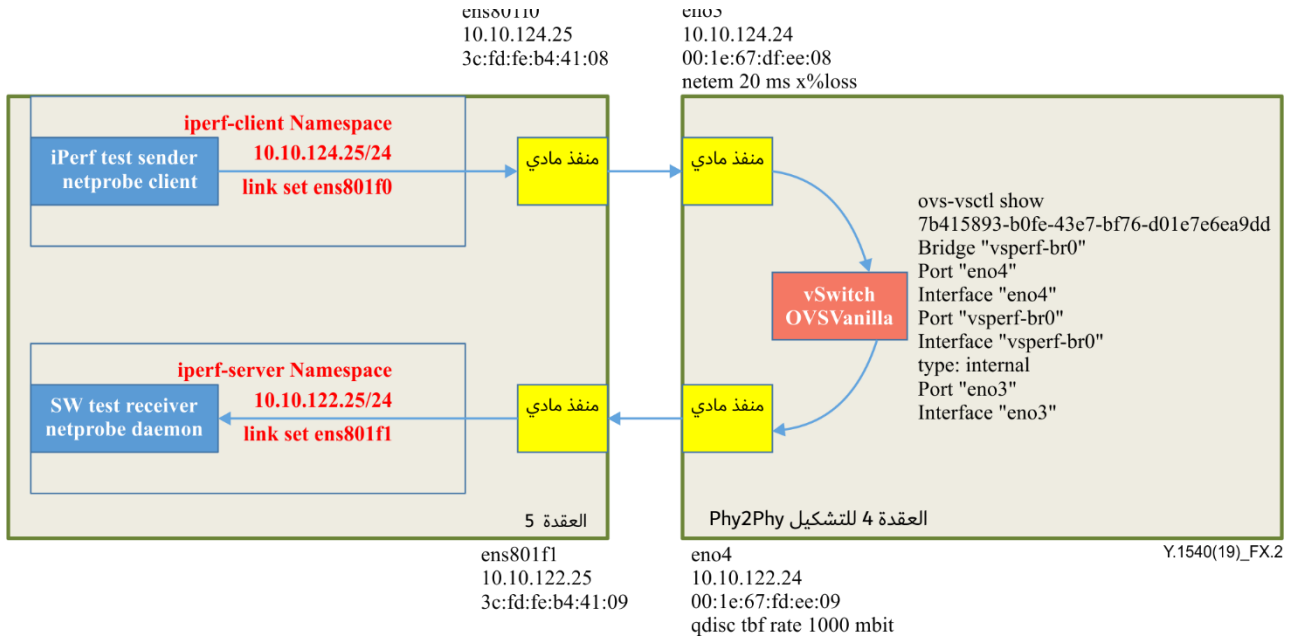 ens801f0
10.10.124.25
3c:fd:fe:b4:41:08
eno3
10.10.124.24
00:1e:67:df:ee:08
netem 20 ms x%loss
iperf-client Namespace
10.10.124.25/24
link set ens801f0
iPerf test sender
netprobe client
منفذ مادي
منفذ مادي
vSwitch
OVSVanilla
ovs-vsctl show
7b415893-b0fe-43e7-bf76-d01e7e6ea9dd
Bridge "vsperf-br0"
Port "eno4"
Interface "eno4"
Port "vsperf-br0"
Interface "vsperf-br0"
type: internal
Port "eno3"
Interface "eno3"
iperf-server Namespace
10.10.122.25/24
link set ens801f1
SW test receiver
netprobe daemon
منفذ مادي
منفذ مادي
العقدة 5
العقدة 4 للتشكيل Phy2Phy
ens801f1
10.10.122.25
3c:fd:fe:b4:41:09
eno4
10.10.122.24
00:1e:67:fd:ee:09
qdisc tbf rate 1000 mbit
Y.1540(19)_FX.2